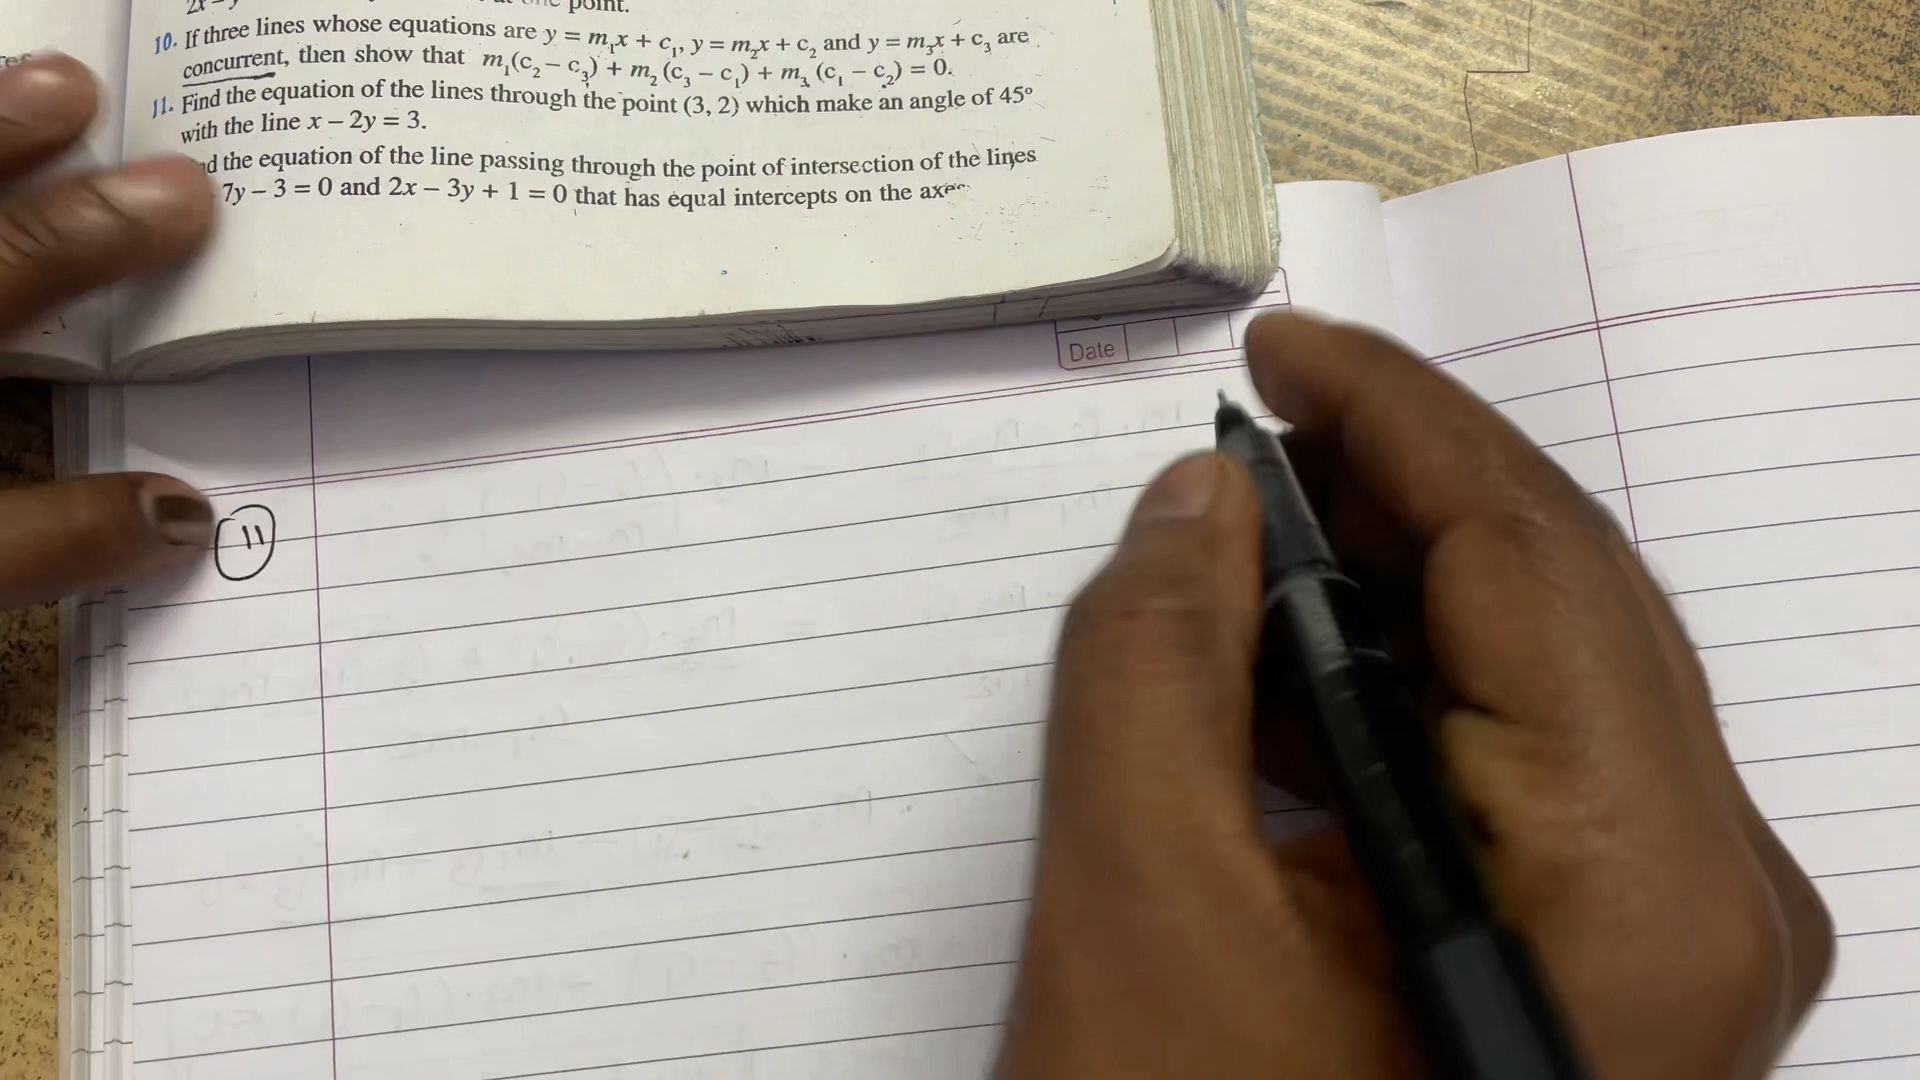 point.
10. If three lines whose equations are y = m₁x + c₁, y = m₂x + c₂ and y = m₃x + c₃ are
concurrent, then show that m₁(c₂ – c₃) + m₂ (c₃ – c₁) + m₃ (c₁ – c₂) = 0.
11. Find the equation of the lines through the point (3, 2) which make an angle of 45°
with the line x – 2y = 3.
the equation of the line passing through the point of intersection of the lines
7y – 3 = 0 and 2x – 3y + 1 = 0 that has equal intercepts on the
Date
11